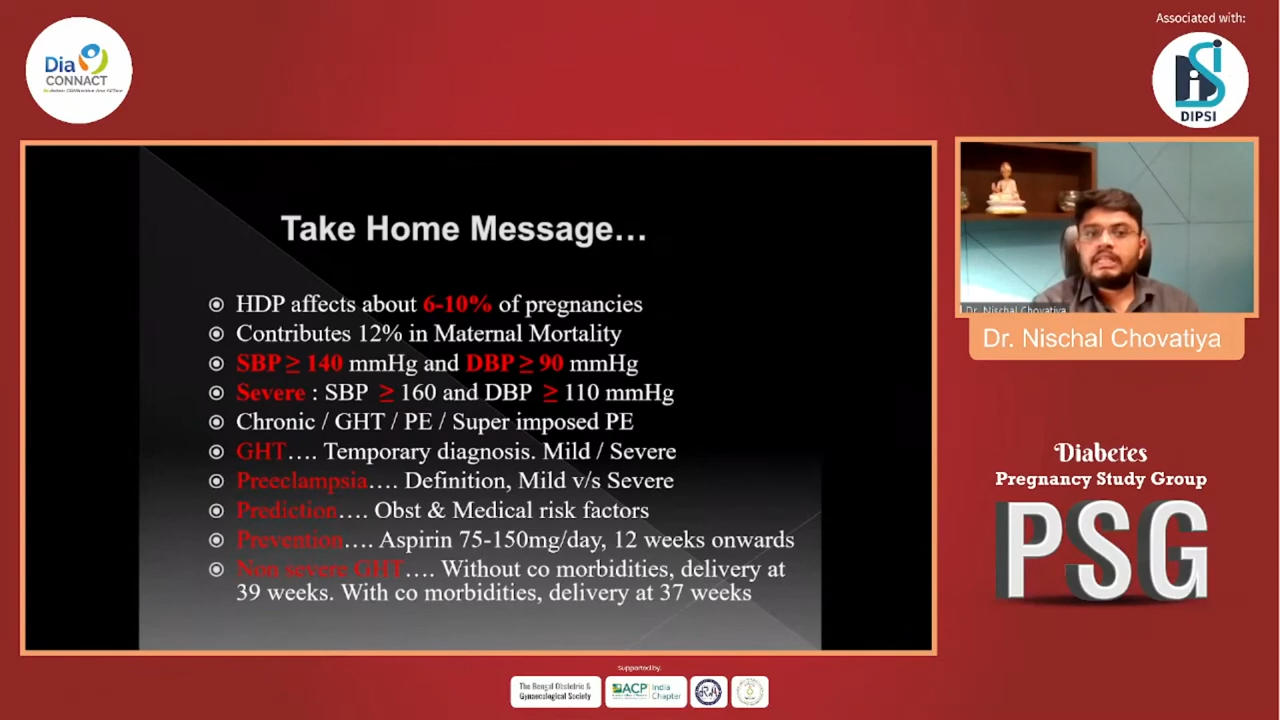 Associated with:
Dia
CONNACT
DIPSI
Take Home Message…
HDP affects about 6-10% of pregnancies
Contributes 12% in Maternal Mortality
SBP ≥ 140 mmHg and DBP ≥ 90 mmHg
Severe : SBP ≥ 160 and DBP ≥ 110 mmHg
Chronic / GHT / PE / Super imposed PE
GHT…. Temporary diagnosis. Mild / Severe
Preeclampsia…. Definition, Mild v/s Severe
Prediction…. Obst & Medical risk factors
Prevention…. Aspirin 75-150mg/day, 12 weeks onwards
Non severe GHT…. Without co morbidities, delivery at
39 weeks. With co morbidities, delivery at 37 weeks
Dr. Nischal Chovatiya
Dr. Nischal Chovatiya
Diabetes
Pregnancy Study Group
PSG
Supported by:
The Bengal Obstetric &
Gynaecological Society
ACP
India
Chapter